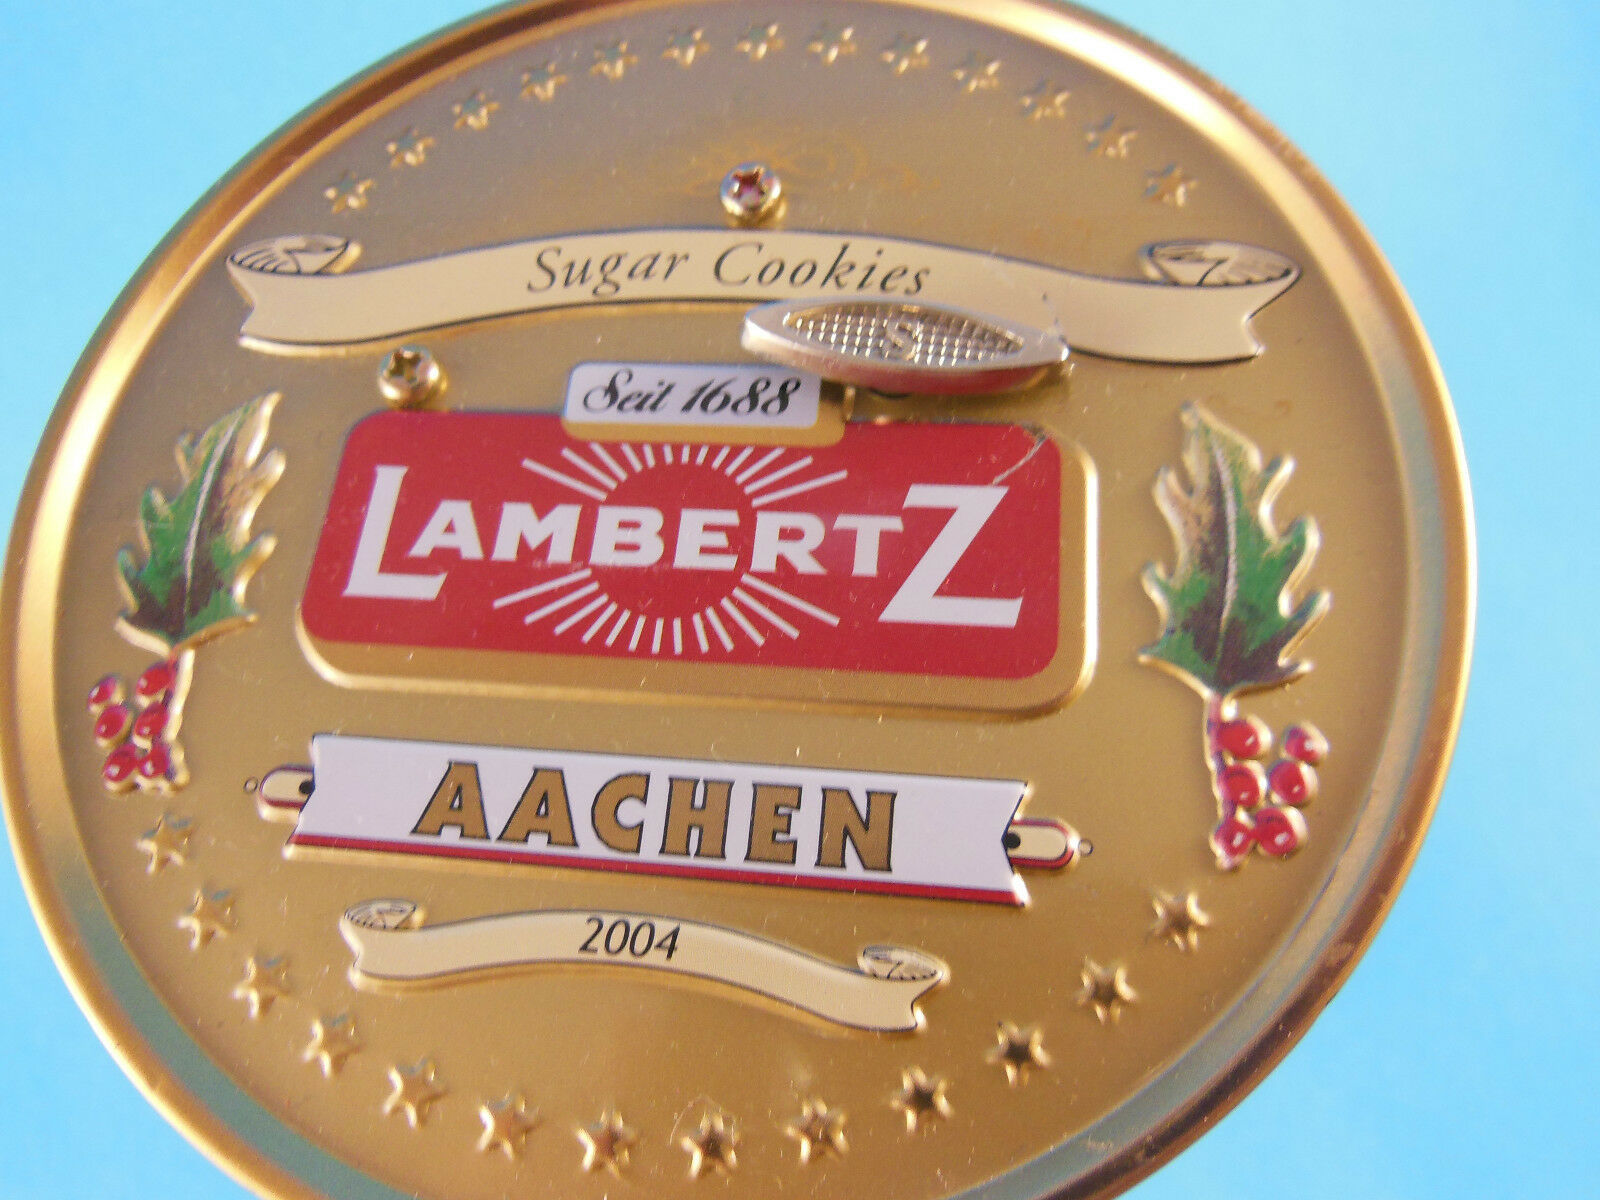 Sugar Cookies
S
Seit 1688
LAMBERTZ
AACHEN
2004